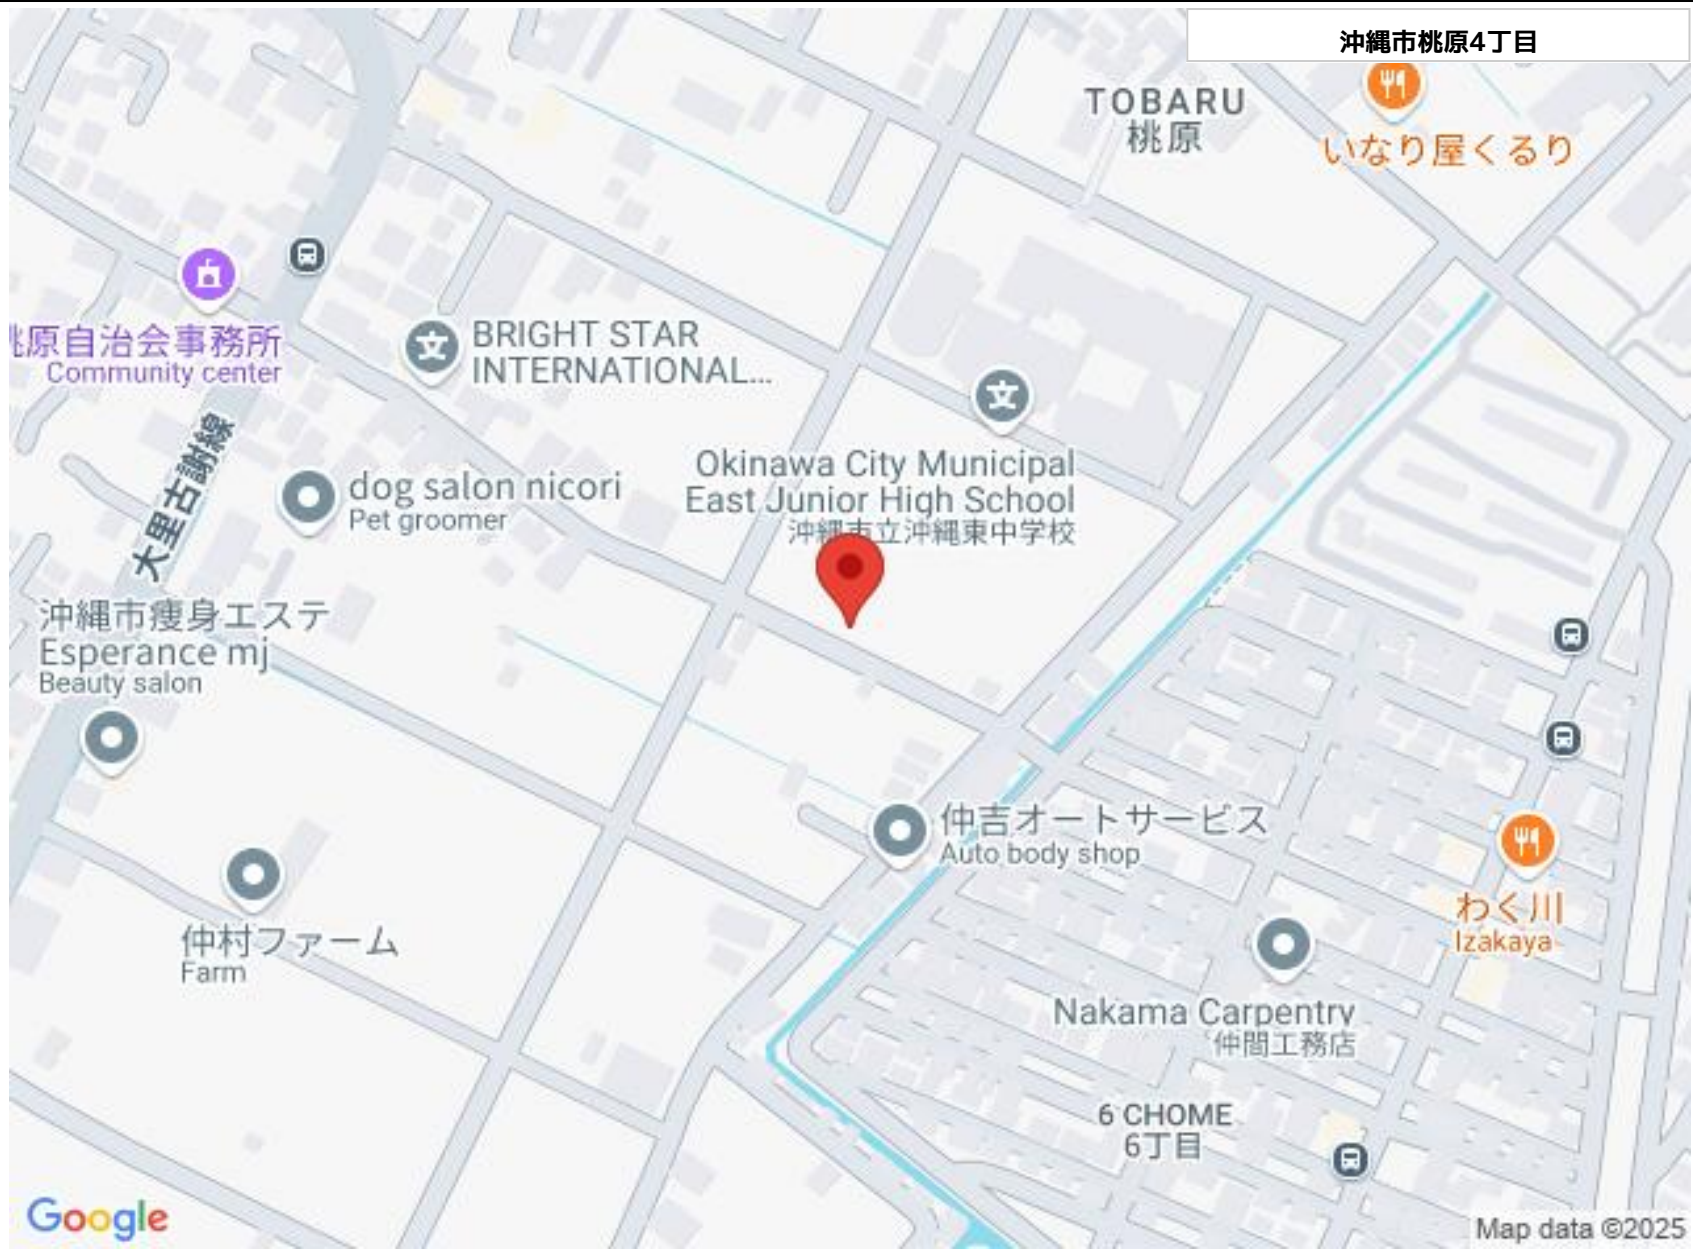 沖縄市桃原4丁目
TOBARU
桃原
いなり屋くるり
桃原自治会事務所
Community center
BRIGHT STAR
INTERNATIONAL...
Okinawa City Municipal
East Junior High School
沖縄市立沖縄東中学校
大里古謝線
dog salon nicori
Pet groomer
沖縄市痩身エステ
Esperance mj
Beauty salon
仲吉オートサービス
Auto body shop
わく川
Izakaya
仲村ファーム
Farm
Nakama Carpentry
仲間工務店
6 CHOME
6丁目
Google
Map data ©2025